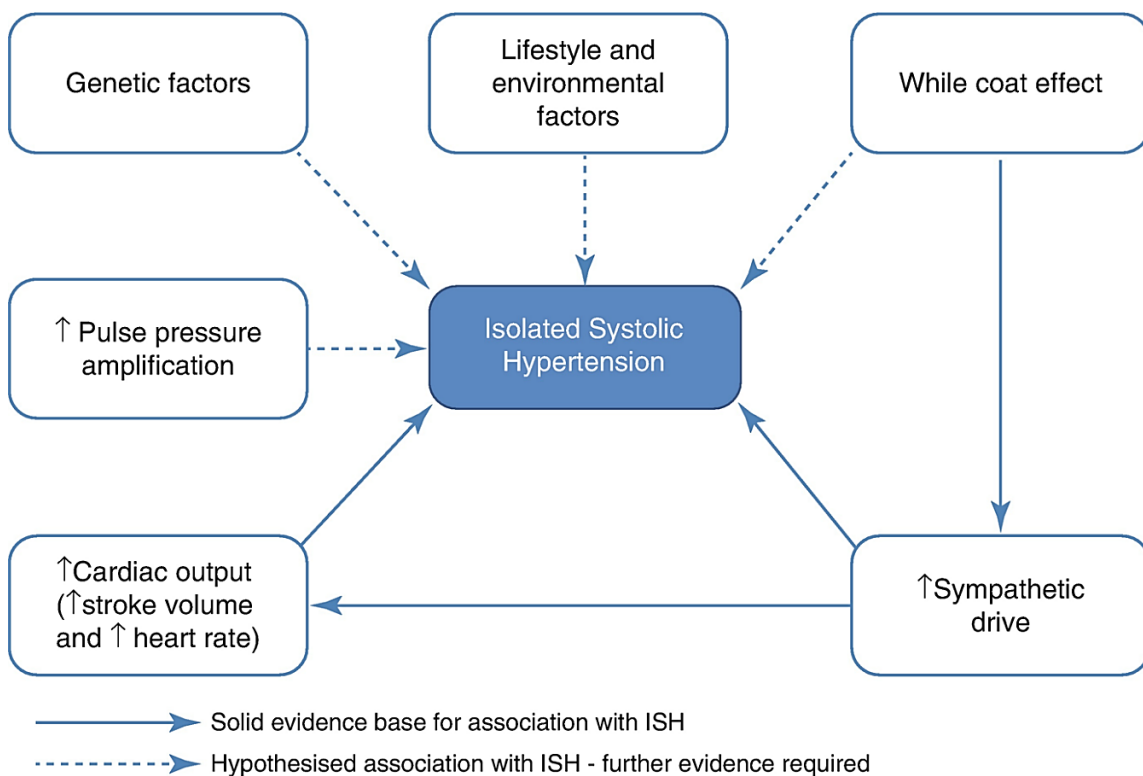 Genetic factors
Lifestyle and
environmental
factors
While coat effect
↑ Pulse pressure
amplification
Isolated Systolic
Hypertension
↑Cardiac output
(↑stroke volume
and ↑ heart rate)
↑Sympathetic
drive
Solid evidence base for association with ISH
Hypothesised association with ISH - further evidence required